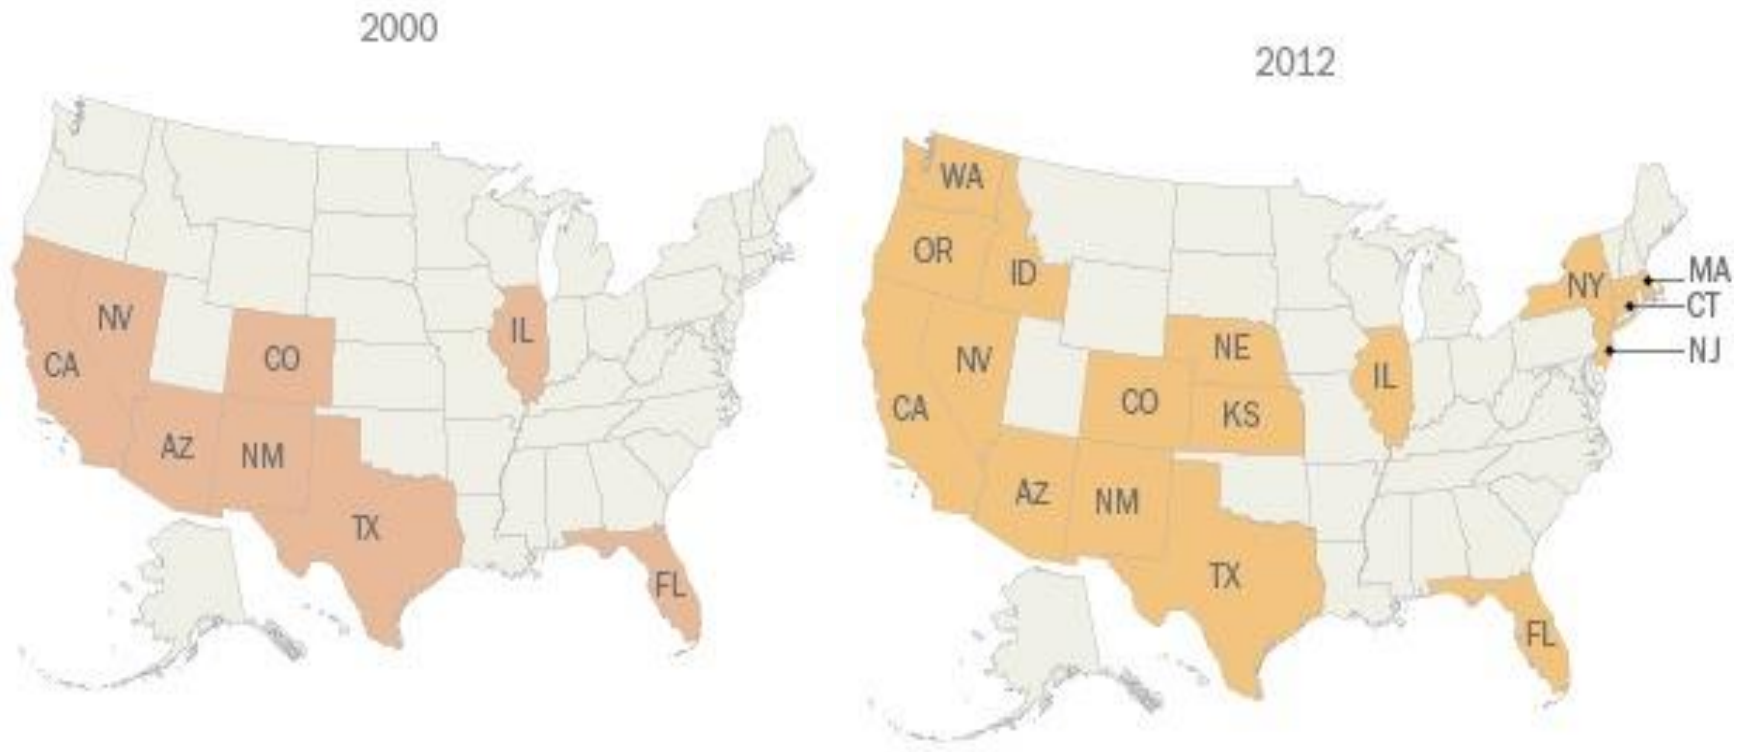 2000
NV
CA
CO
IL
AZ
NM
TX
FL
2012
WA
OR
ID
NY
MA
CT
NJ
NE
NV
IL
CO
KS
CA
AZ
NM
TX
FL